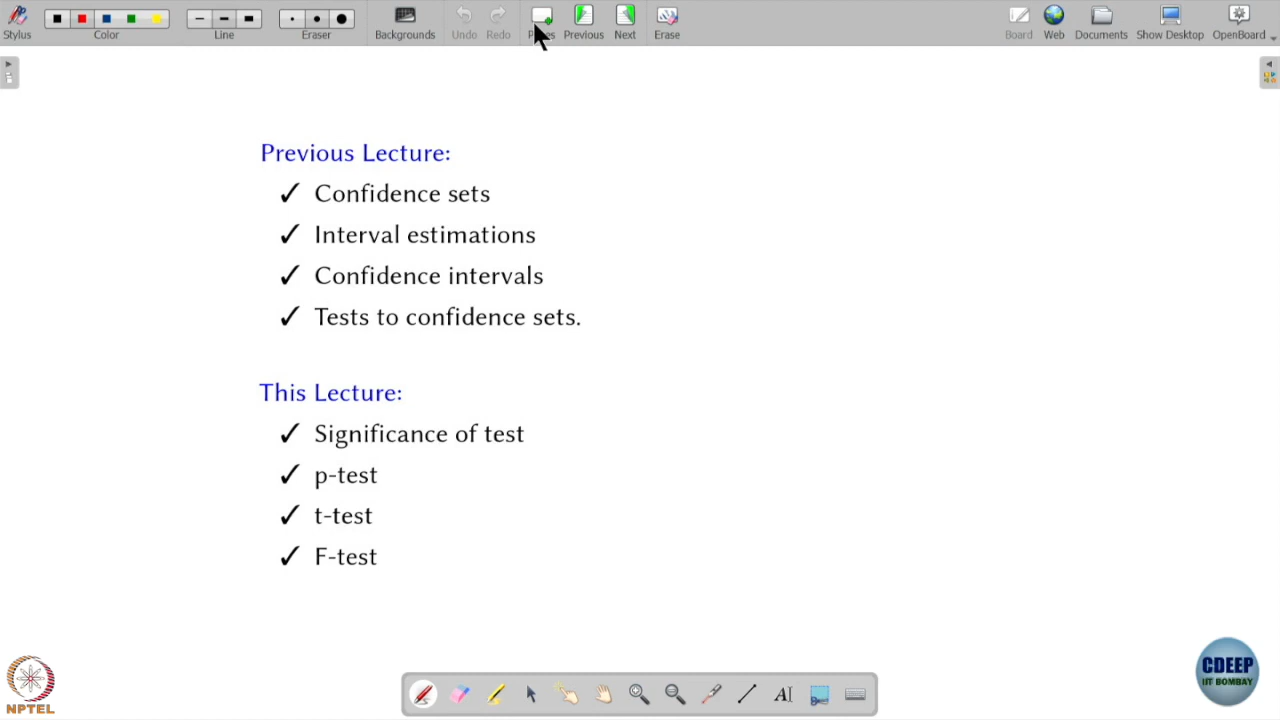 Stylus
Color
Line
Eraser
Backgrounds
Undo
Redo
Previous
Next
Erase
Board
Web
Documents
Show Desktop
OpenBoard
Previous Lecture:
✓ Confidence sets
✓ Interval estimations
✓ Confidence intervals
✓ Tests to confidence sets.
This Lecture:
✓ Significance of test
✓ p-test
✓ t-test
✓ F-test
NPTEL
CDEEP
IIT BOMBAY